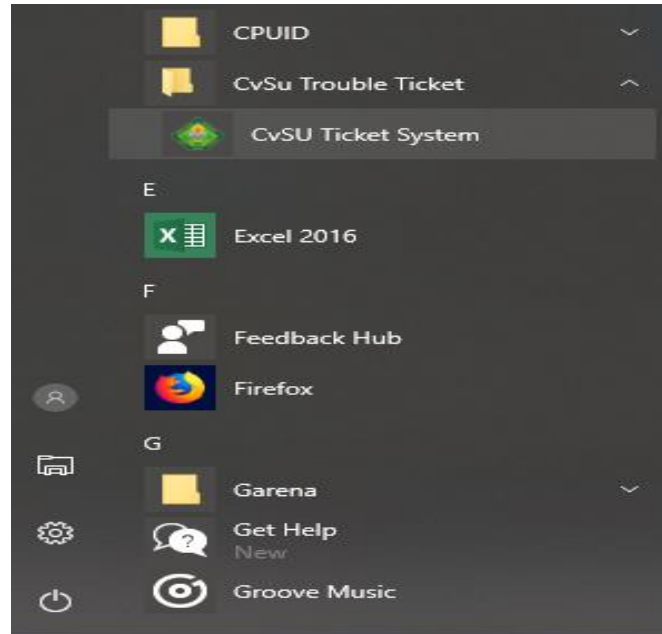 CPUID
CvSu Trouble Ticket
CvSU Ticket System
E
Excel 2016
F
Feedback Hub
Firefox
G
Garena
Get Help
New
Groove Music